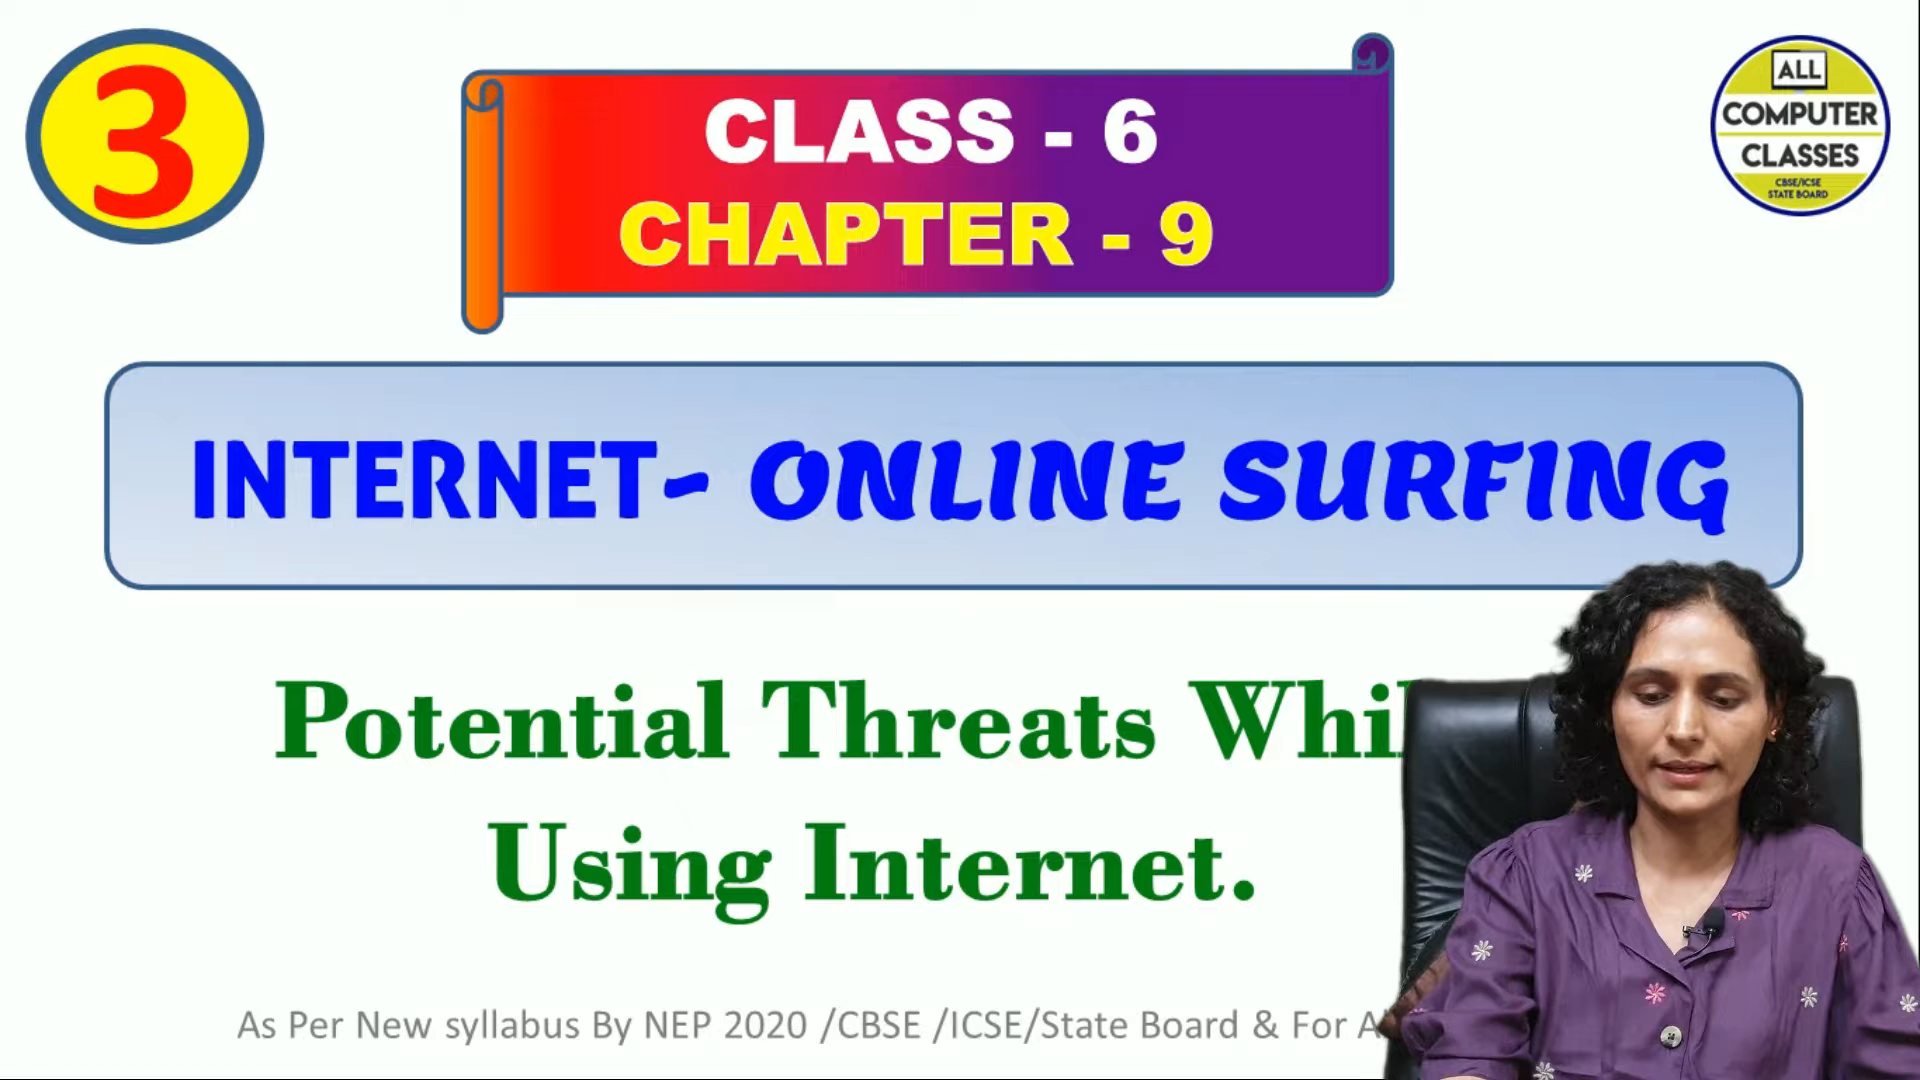 3
CLASS - 6
CHAPTER - 9
ALL
COMPUTER
CLASSES
CBSE/ICSE
STATE BOARD
INTERNET- ONLINE SURFING
Potential Threats
Using Internet.
As Per New syllabus By NEP 2020 /CBSE /ICSE/State Board & For